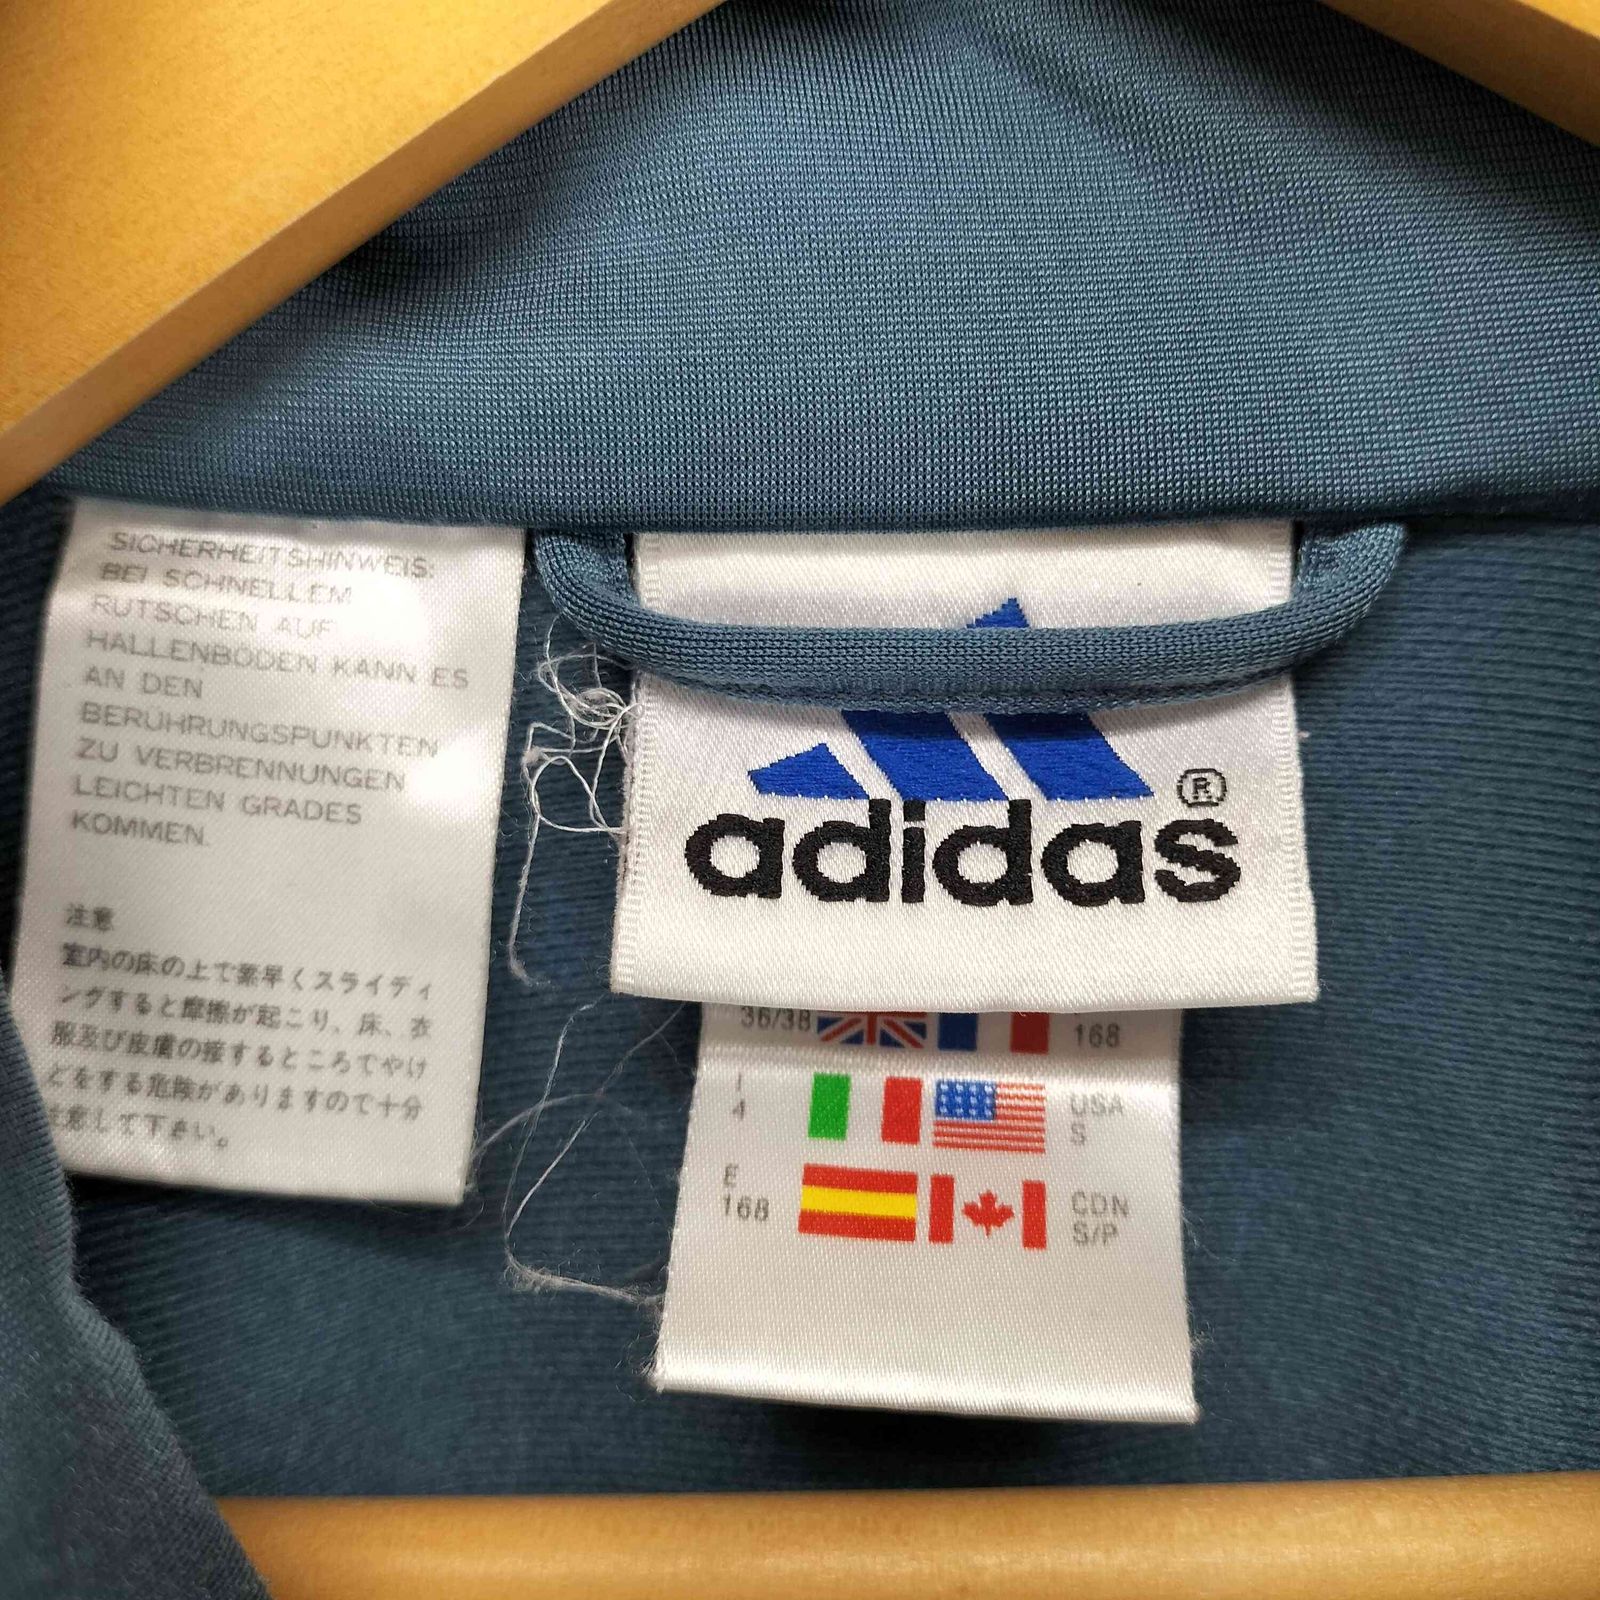 SICHERHEITSHINWEIS:
BEI SCHNELLEM
RUTSCHEN AUF
HALLENBÖDEN KANN ES
AN DEN
BERÜHRUNGSPUNKTEN
ZU VERBRENNUNGEN
LEICHTEN GRADES
KOMMEN.
注意
室内の床の上で素早くスライディ
ングすると摩擦が起こり、床、衣
服及び皮膚の接するところでやけ
どをする危険がありますので十分
注意して下さい。
adidas®
36/38 168
I USA
4 S
E CDN
168 S/P